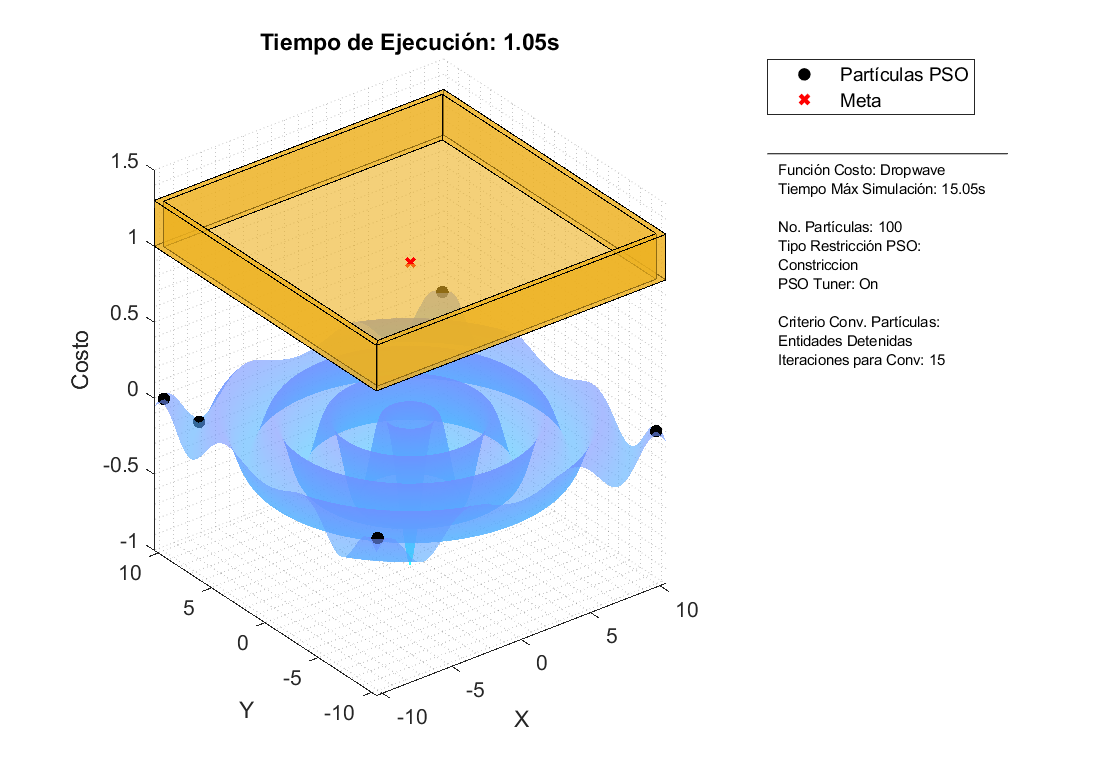 Tiempo de Ejecución: 1.05s
Partículas PSO
Meta
Función Costo: Dropwave
Tiempo Máx Simulación: 15.05s
No. Partículas: 100
Tipo Restricción PSO:
Constriccion
PSO Tuner: On
Criterio Conv. Partículas:
Entidades Detenidas
Iteraciones para Conv: 15
Costo
1.5
1
0.5
0
-0.5
-1
10
5
0
-5
-10
Y
-10
-5
0
5
10
X